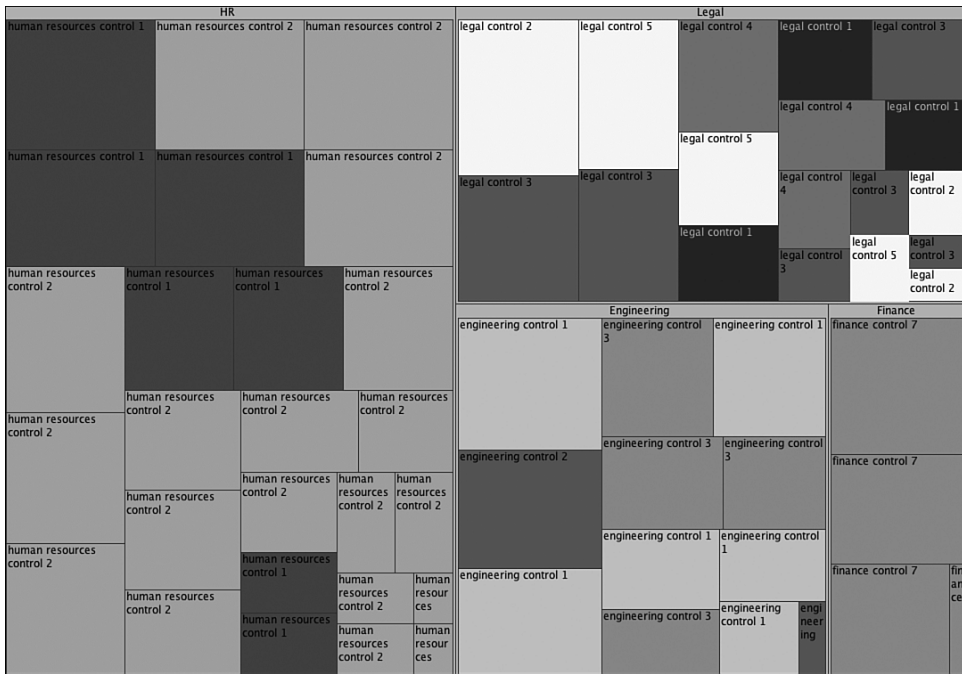 HR
human resources control 1
human resources control 2
human resources control 2
human resources control 1
human resources control 1
human resources control 2
human resources
control 2
human resources
control 1
human resources
control 1
human resources
control 2
human resources
control 2
human resources
control 2
human resources
control 2
human resources
control 2
human resources
control 2
human resources
control 2
human resources
control 2
human
resources
control 2
human
resources
control 2
human resources
control 2
human resources
control 1
human
resources
control 2
human
resour
ces
human resources
control 2
human resources
control 1
human
resources
control 2
human
resour
ces
Legal
legal control 2
legal control 5
legal control 4
legal control 1
legal control 3
legal control 4
legal control 1
legal control 5
legal control 3
legal control 3
legal control
4
legal
control 3
legal
control 2
legal control 1
legal control
3
legal
control 5
legal
control 3
legal
control 2
Engineering
engineering control 1
engineering control
3
engineering control 1
engineering control 2
engineering control 3
engineering control
3
engineering control 1
engineering control
1
engineering control 1
engineering control 3
engineering
control 1
engi
neer
ing
Finance
finance control 7
finance control 7
finance control 7
fin
an
ce